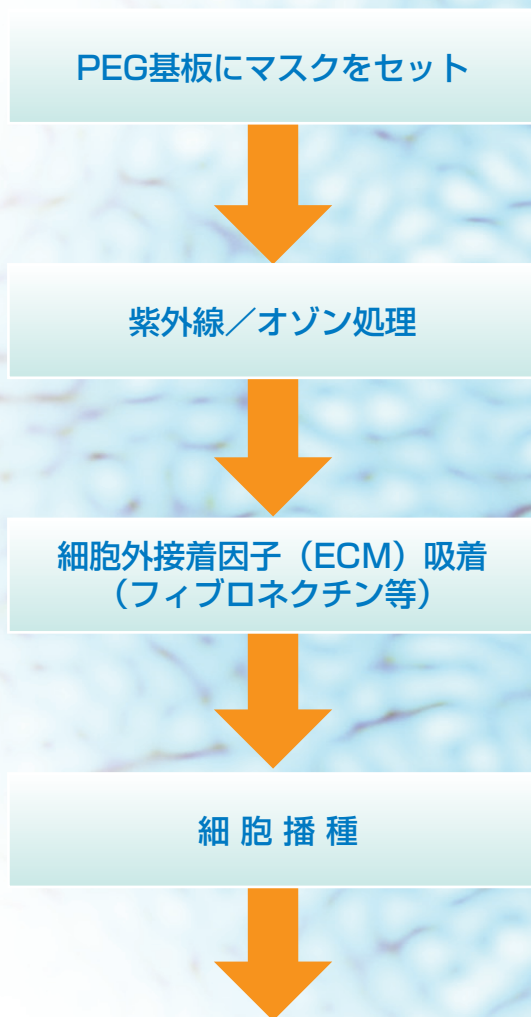 PEG基板にマスクをセット
紫外線／オゾン処理
細胞外接着因子（ECM）吸着
（フィブロネクチン等）
細 胞 播 種